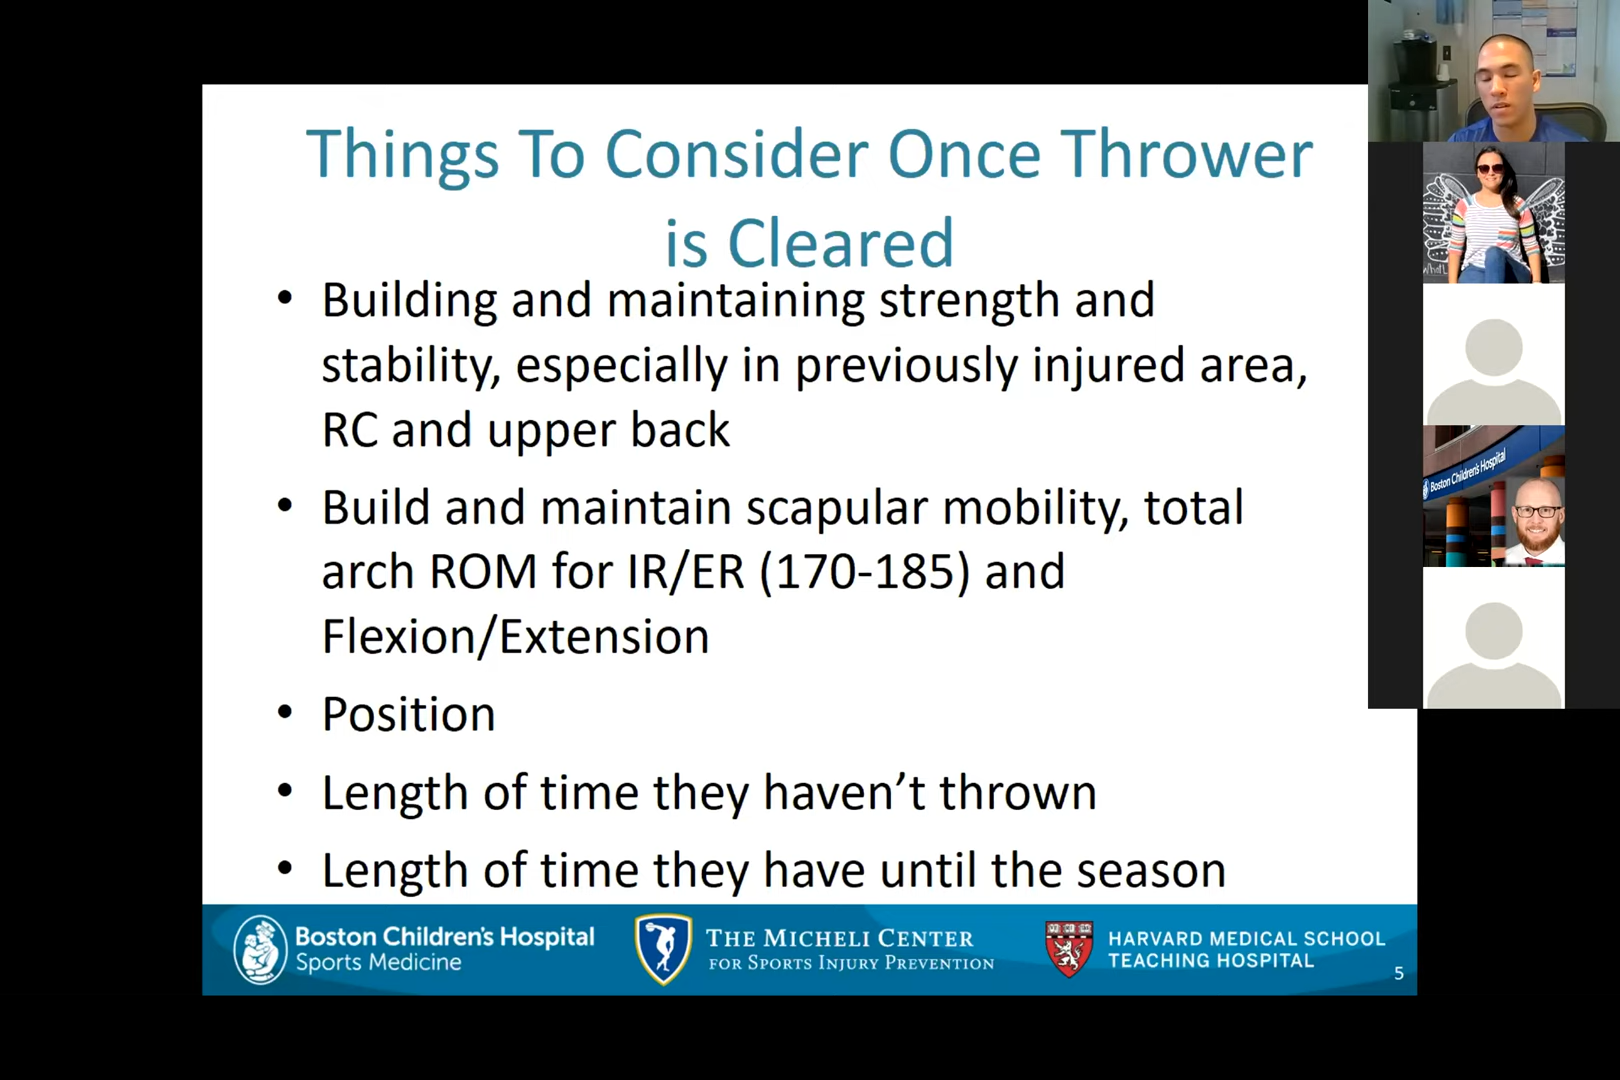 Things To Consider Once Thrower
is Cleared
• Building and maintaining strength and
stability, especially in previously injured area,
RC and upper back
• Build and maintain scapular mobility, total
arch ROM for IR/ER (170-185) and
Flexion/Extension
• Position
• Length of time they haven’t thrown
• Length of time they have until the season
Boston Children's Hospital
Sports Medicine
THE MICHELI CENTER
FOR SPORTS INJURY PREVENTION
HARVARD MEDICAL SCHOOL
TEACHING HOSPITAL
5
Boston Children's Hospital